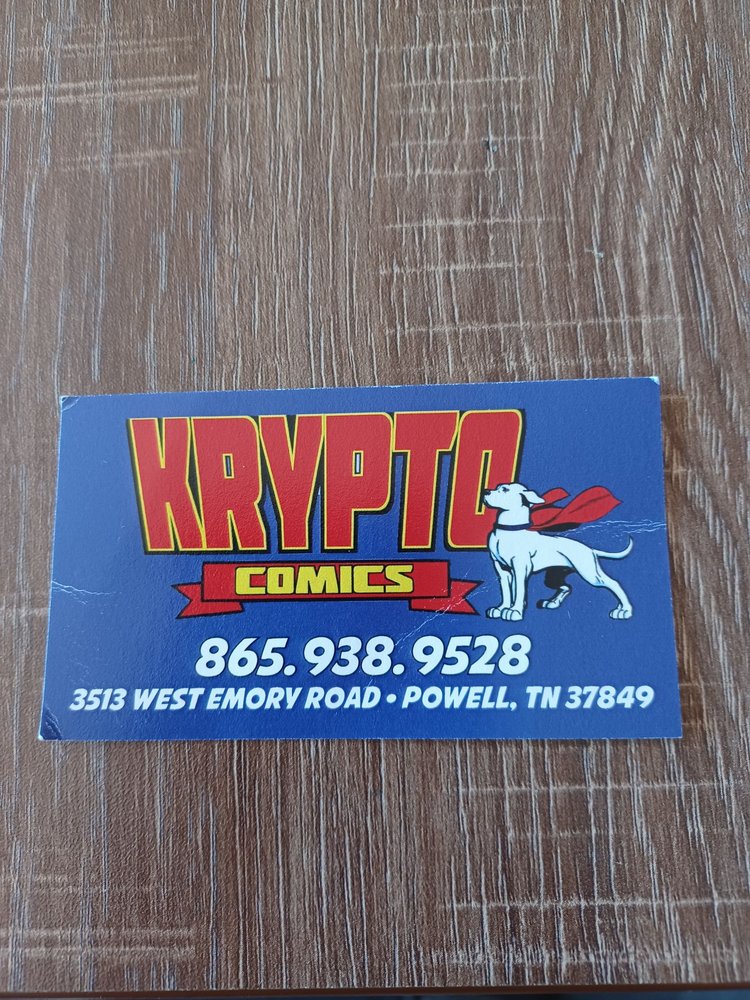 KRYPTO
COMICS
865.938.9528
3513 WEST EMORY ROAD • POWELL, TN 37849